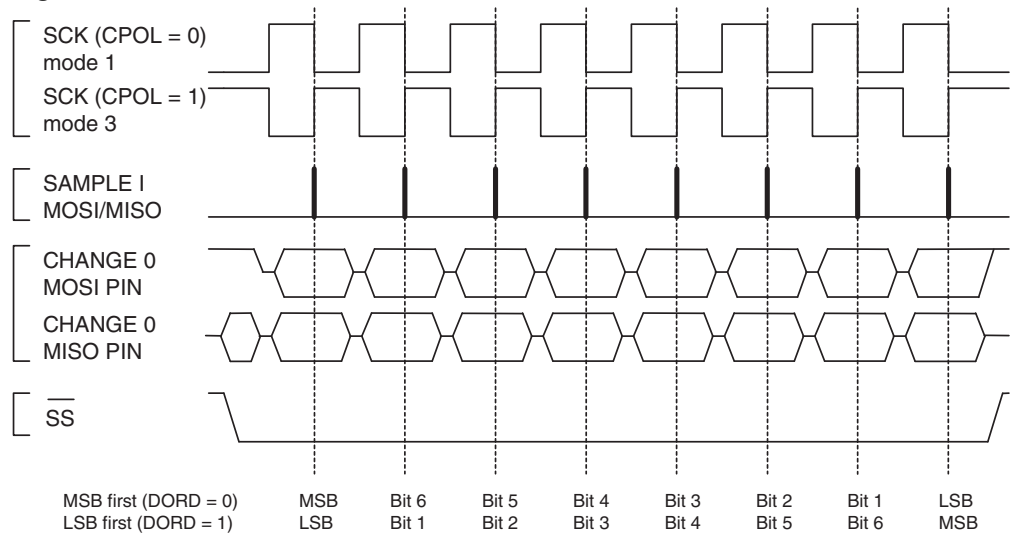 SCK (CPOL = 0)
mode 1
SCK (CPOL = 1)
mode 3
SAMPLE I
MOSI/MISO
CHANGE 0
MOSI PIN
CHANGE 0
MISO PIN
SS
MSB first (DORD = 0) MSB Bit 6 Bit 5 Bit 4 Bit 3 Bit 2 Bit 1 LSB
LSB first (DORD = 1) LSB Bit 1 Bit 2 Bit 3 Bit 4 Bit 5 Bit 6 MSB